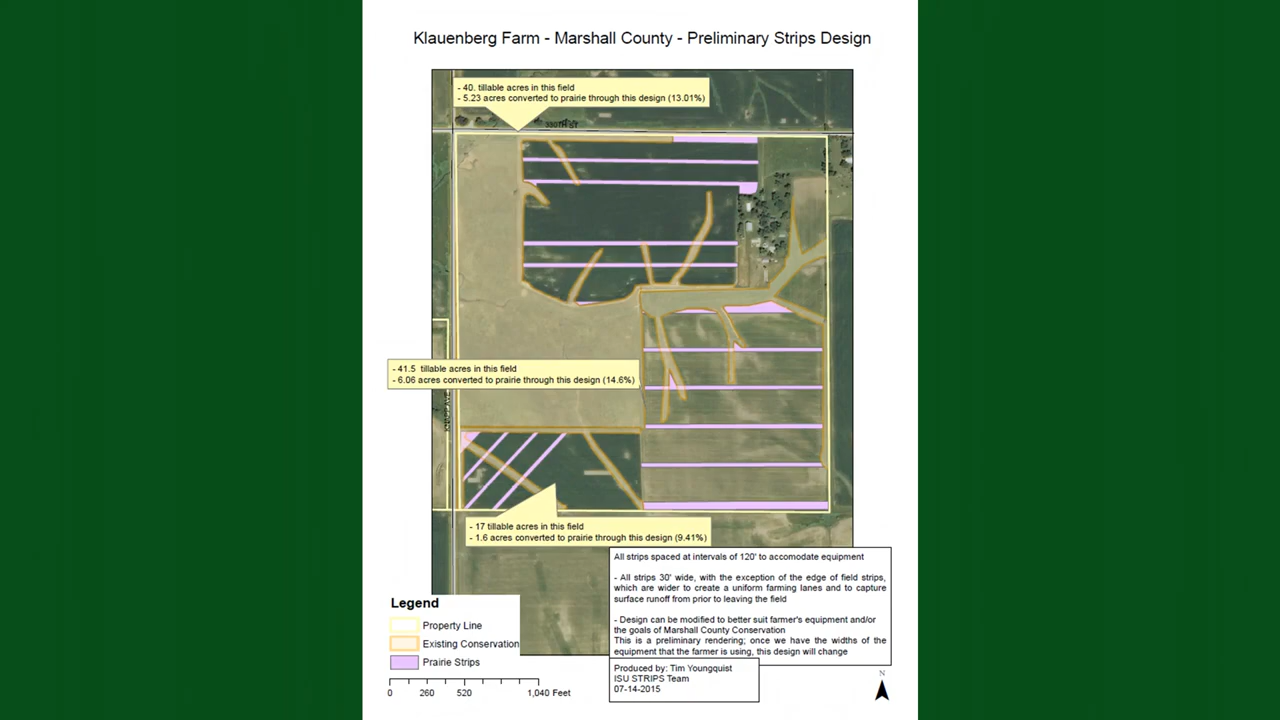 Klauenberg Farm - Marshall County - Preliminary Strips Design
- 40. tillable acres in this field
- 5.23 acres converted to prairie through this design (13.01%)
330TH ST
- 41.5 tillable acres in this field
- 6.06 acres converted to prairie through this design (14.6%)
- 17 tillable acres in this field
- 1.6 acres converted to prairie through this design (9.41%)
All strips spaced at intervals of 120' to accomodate equipment
- All strips 30' wide, with the exception of the edge of field strips,
which are wider to create a uniform farming lanes and to capture
surface runoff from prior to leaving the field
- Design can be modified to better suit farmer's equipment and/or
the goals of Marshall County Conservation
This is a preliminary rendering; once we have the widths of the
equipment that the farmer is using, this design will change
Legend
Property Line
Existing Conservation
Prairie Strips
0 260 520 1,040 Feet
Produced by: Tim Youngquist
ISU STRIPS Team
07-14-2015
N